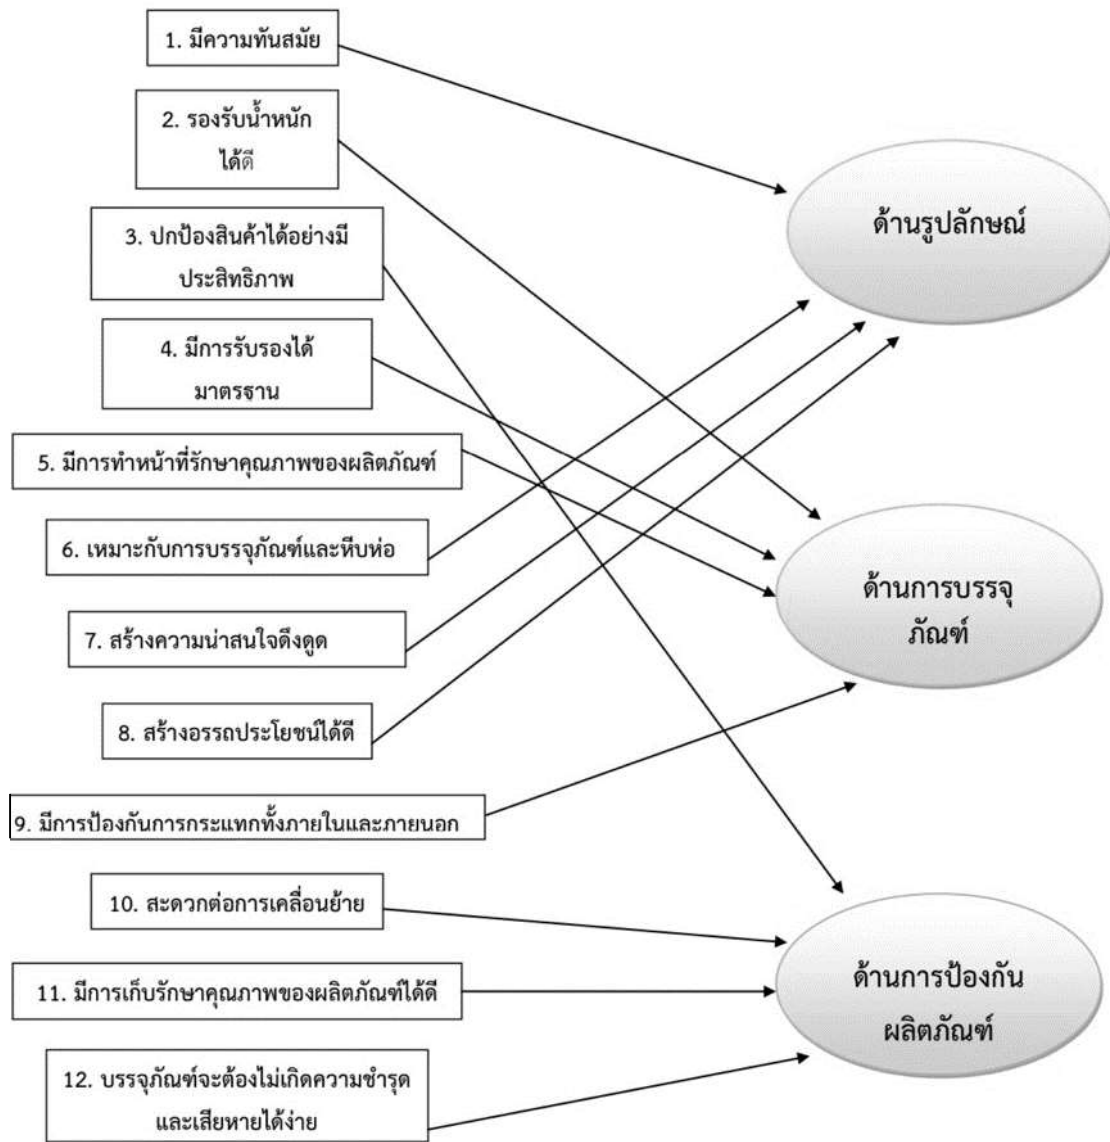 1. มีความทันสมัย
2. รองรับน้ำหนัก
ได้ดี
3. ปกป้องสินค้าได้อย่างมี
ประสิทธิภาพ
4. มีการรับรองได้
มาตรฐาน
5. มีการทำหน้าที่รักษาคุณภาพของผลิตภัณฑ์
6. เหมาะกับการบรรจุภัณฑ์และหีบห่อ
7. สร้างความน่าสนใจดึงดูด
8. สร้างอรรถประโยชน์ได้ดี
9. มีการป้องกันการกระแทกทั้งภายในและภายนอก
10. สะดวกต่อการเคลื่อนย้าย
11. มีการเก็บรักษาคุณภาพของผลิตภัณฑ์ได้ดี
12. บรรจุภัณฑ์จะต้องไม่เกิดความชำรุด
และเสียหายได้ง่าย
ด้านรูปลักษณ์
ด้านการบรรจุ
ภัณฑ์
ด้านการป้องกัน
ผลิตภัณฑ์